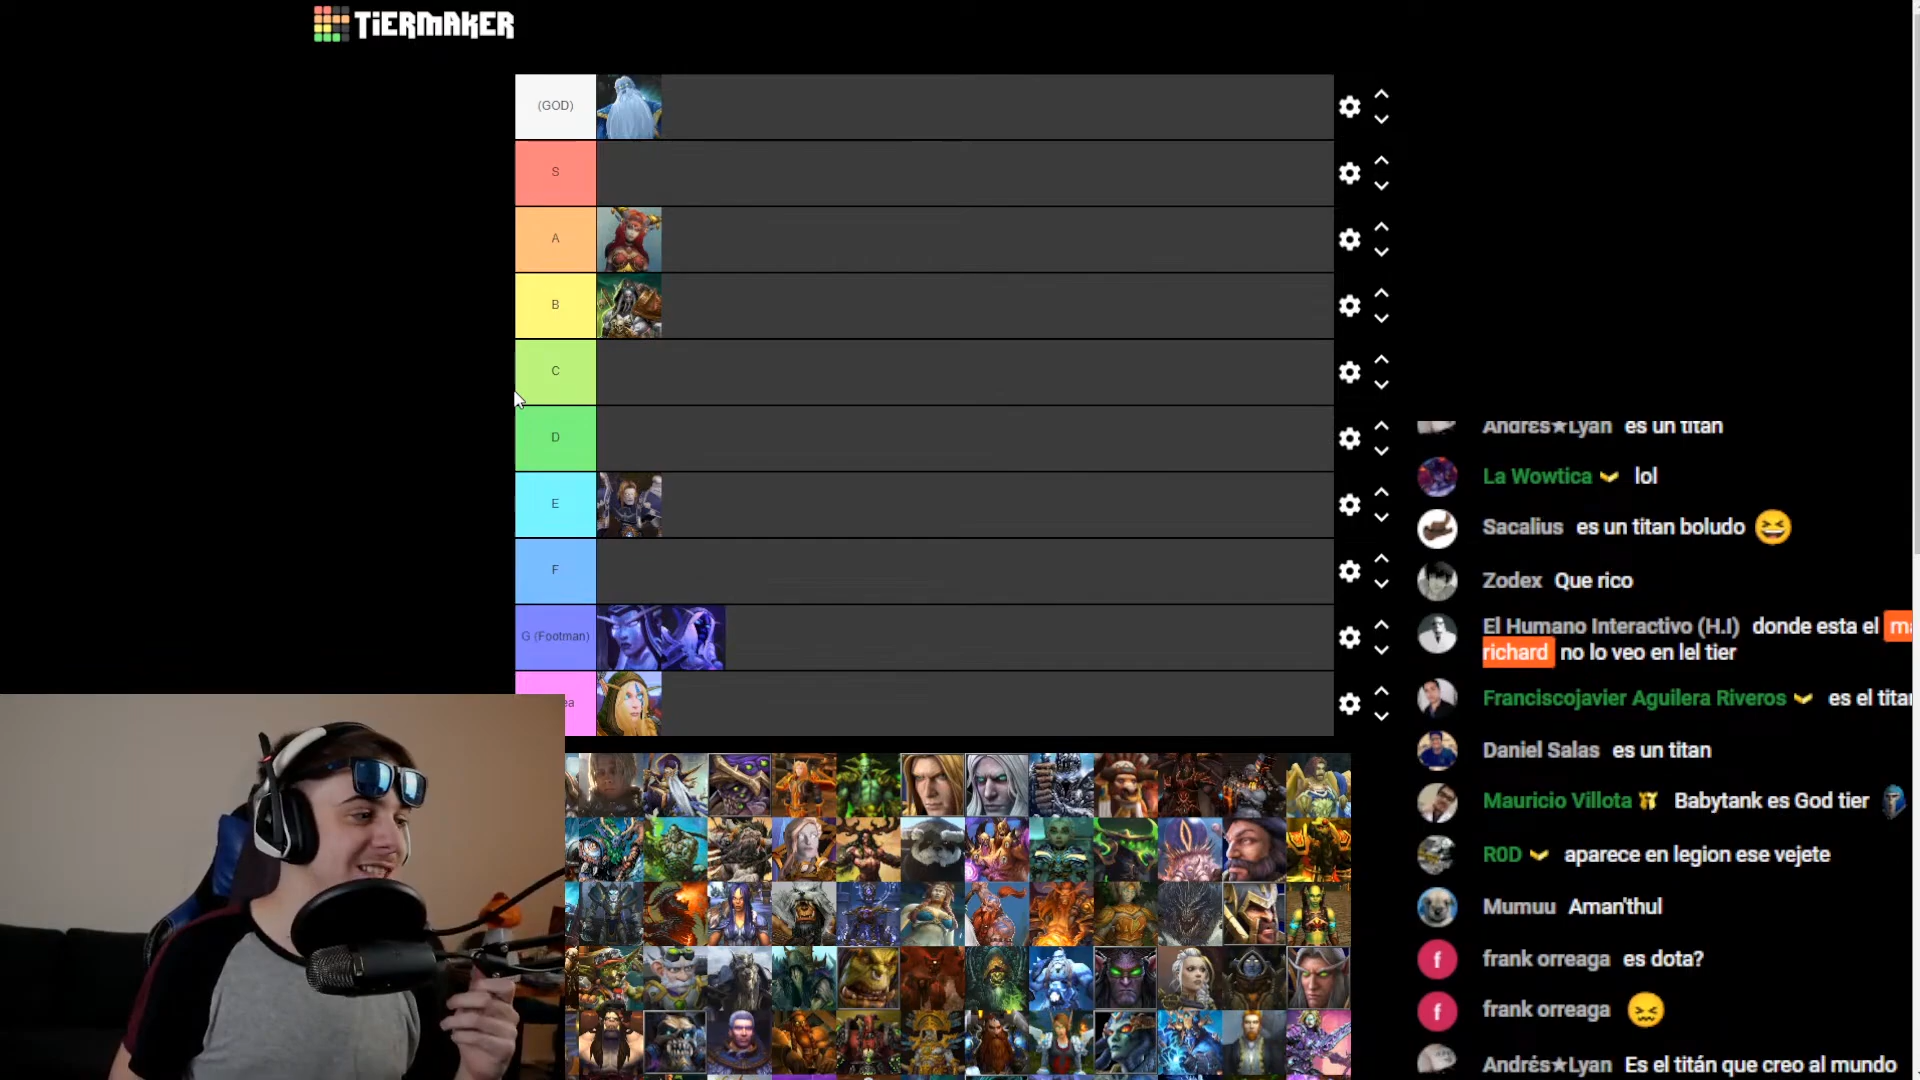 TIERMAKER
(GOD)
S
A
B
C
D
E
F
G (Footman)
ea
Andrés★Lyan es un titan
La Wowtica lol
Sacalius es un titan boludo 😆
Zodex Que rico
El Humano Interactivo (H.I) donde esta el ma
richard no lo veo en lel tier
Franciscojavier Aguilera Riveros es el titan
Daniel Salas es un titan
Mauricio Villota Babytank es God tier
R0D aparece en legion ese vejete
Mumuu Aman'thul
f frank orreaga es dota?
f frank orreaga 😖
Andrés★Lyan Es el titán que creo al mundo